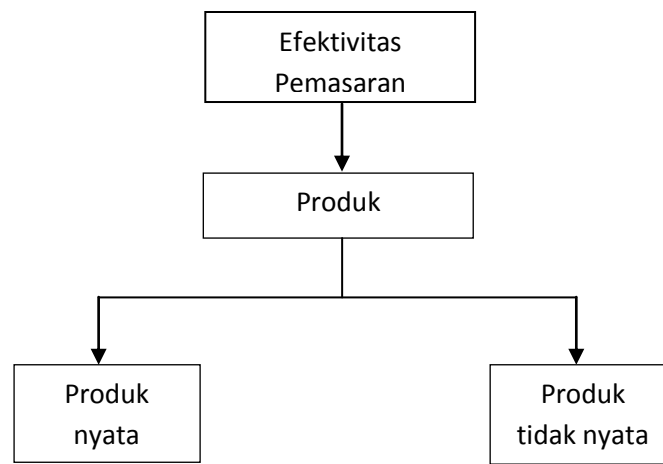 Efektivitas
Pemasaran
Produk
Produk
nyata
Produk
tidak nyata